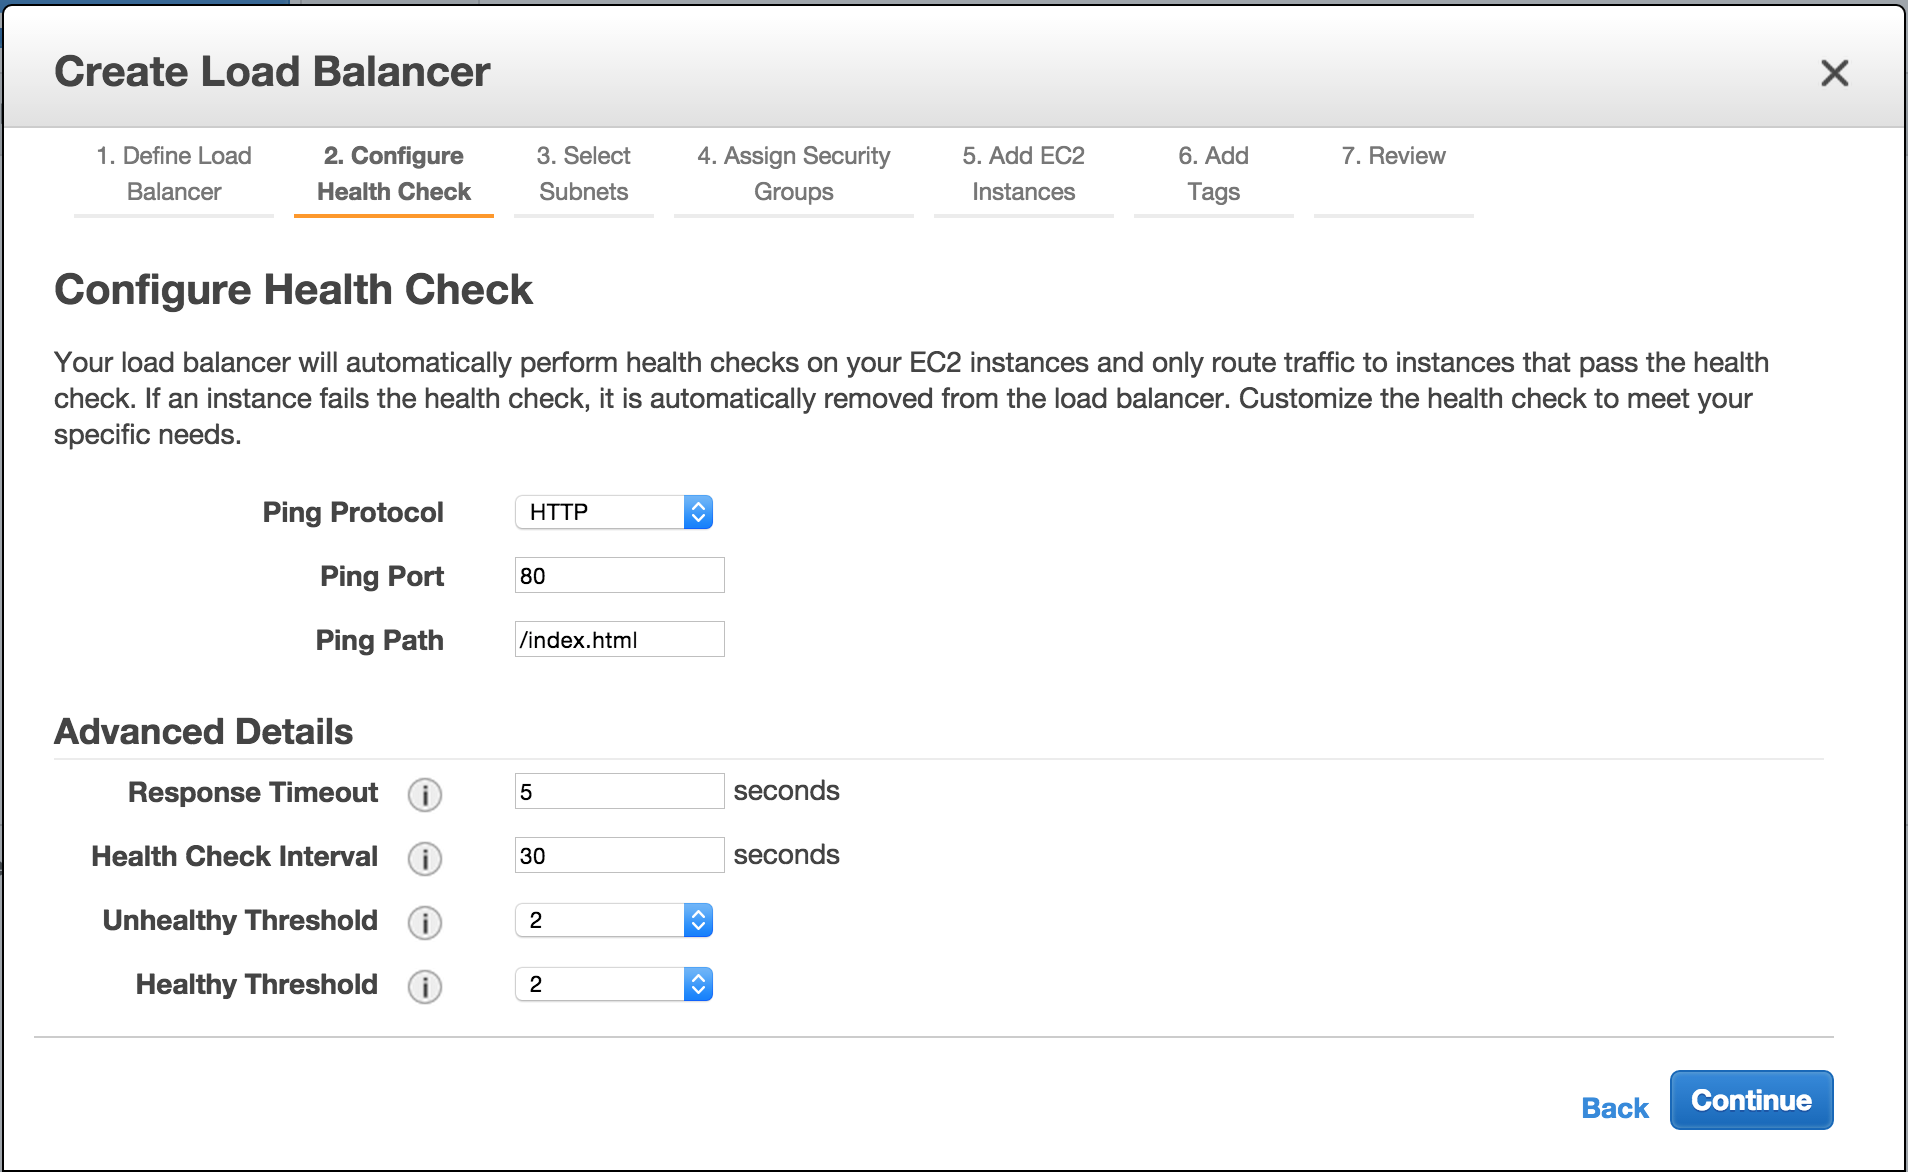 Create Load Balancer
1. Define Load
Balancer
2. Configure
Health Check
3. Select
Subnets
4. Assign Security
Groups
5. Add EC2
Instances
6. Add
Tags
7. Review
Configure Health Check
Your load balancer will automatically perform health checks on your EC2 instances and only route traffic to instances that pass the health
check. If an instance fails the health check, it is automatically removed from the load balancer. Customize the health check to meet your
specific needs.
Ping Protocol HTTP
Ping Port 80
Ping Path /index.html
Advanced Details
Response Timeout i 5 seconds
Health Check Interval i 30 seconds
Unhealthy Threshold i 2
Healthy Threshold i 2
Back Continue